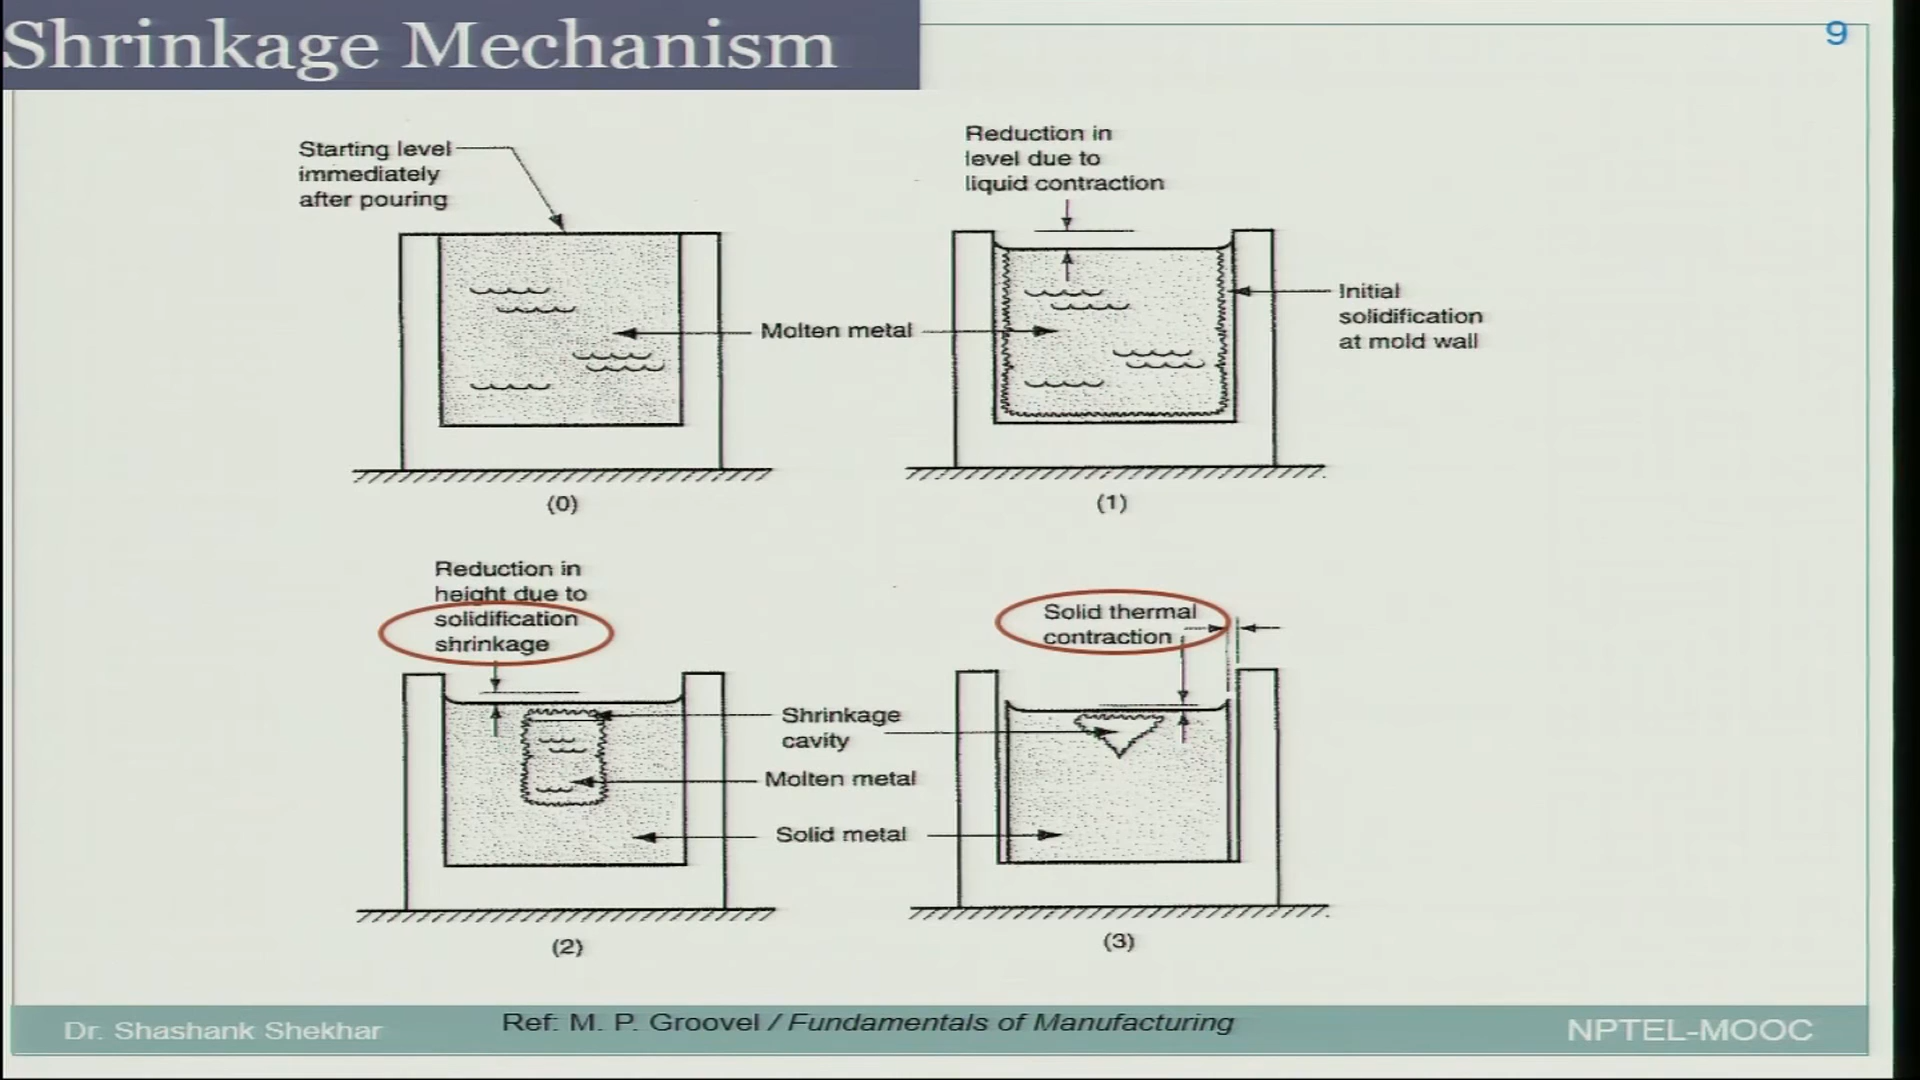 Shrinkage Mechanism
9
Starting level
immediately
after pouring
Reduction in
level due to
liquid contraction
Molten metal
Initial
solidification
at mold wall
(0)
(1)
Reduction in
height due to
solidification
shrinkage
Solid thermal
contraction
Shrinkage
cavity
Molten metal
Solid metal
(2)
(3)
Dr. Shashank Shekhar
Ref: M. P. Groovel / Fundamentals of Manufacturing
NPTEL-MOOC